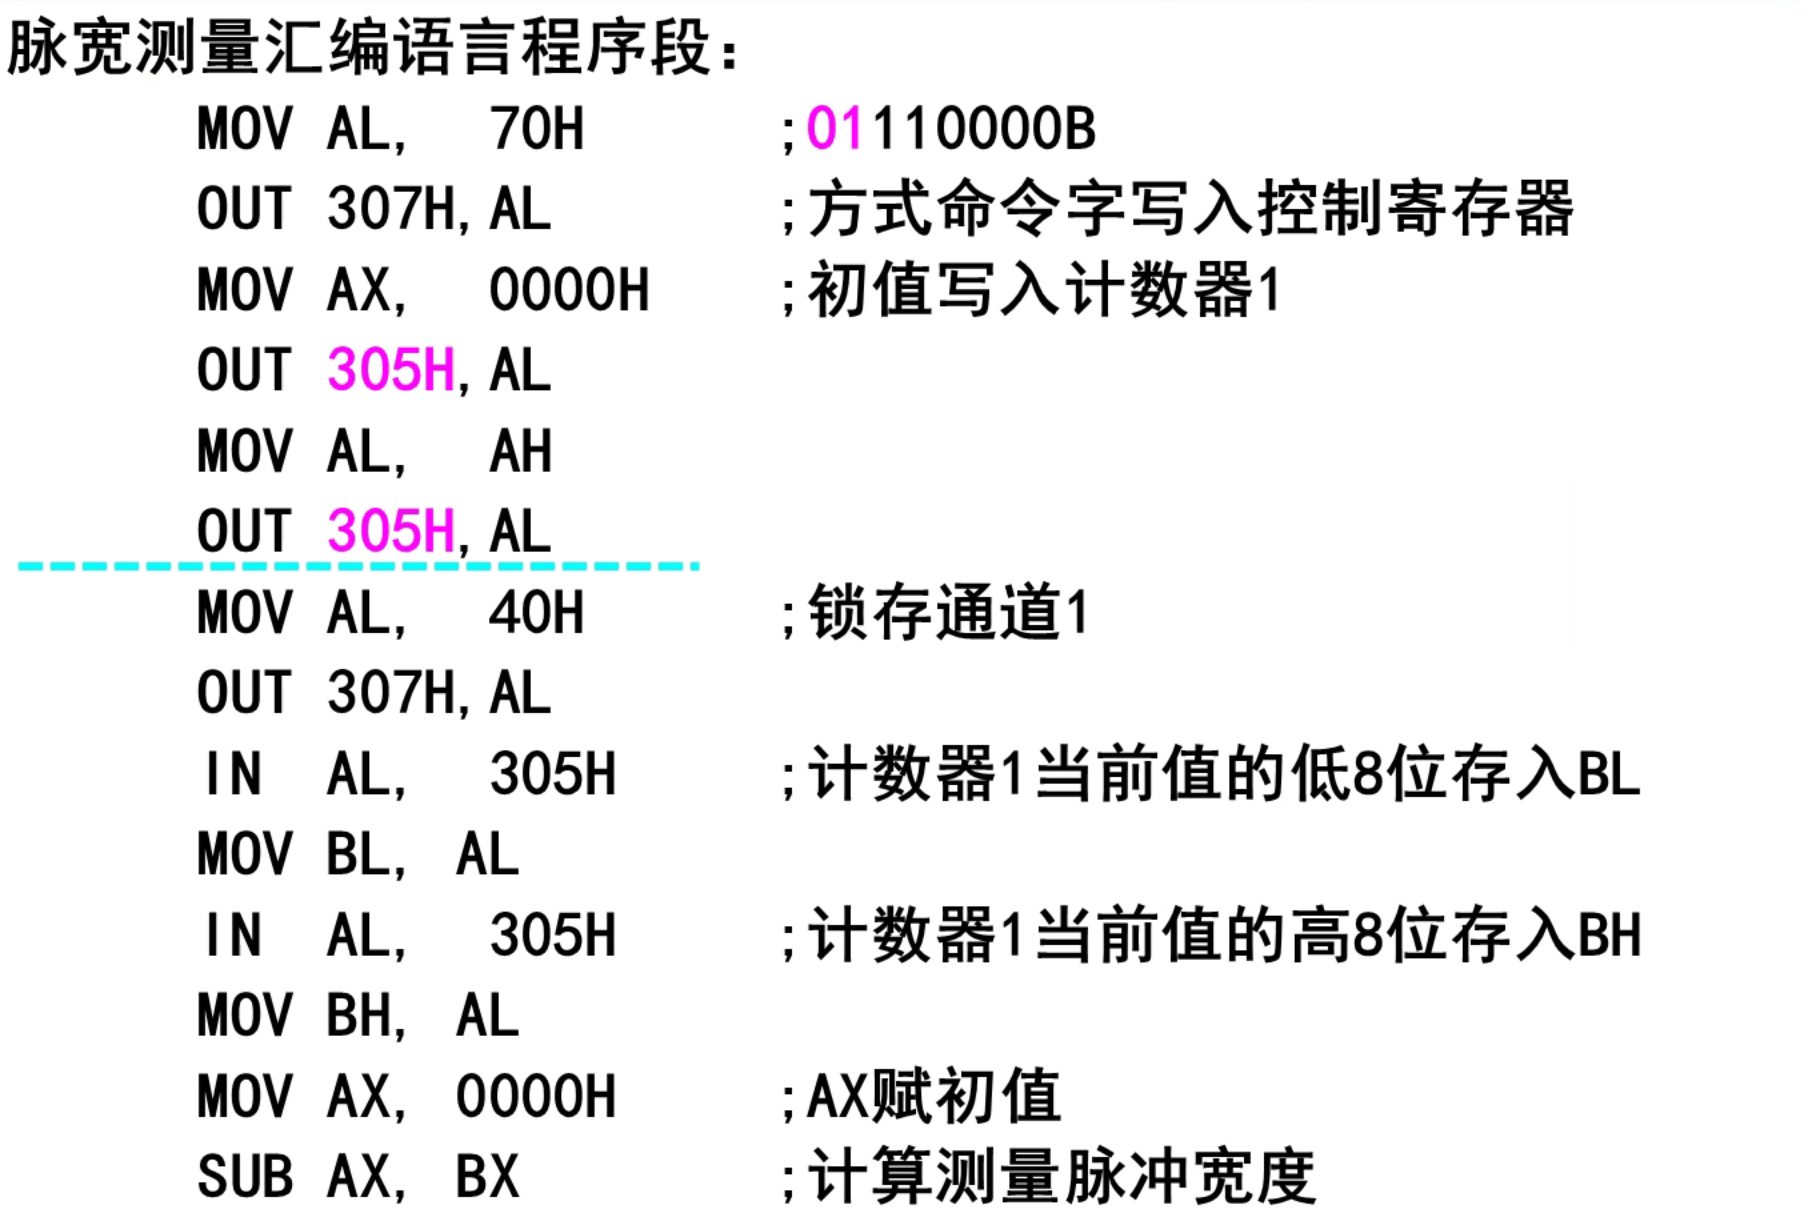 脉宽测量汇编语言程序段：
MOV AL, 70H ;01110000B
OUT 307H, AL ;方式命令字写入控制寄存器
MOV AX, 0000H ;初值写入计数器1
OUT 305H, AL
MOV AL, AH
OUT 305H, AL
MOV AL, 40H ;锁存通道1
OUT 307H, AL
IN AL, 305H ;计数器1当前值的低8位存入BL
MOV BL, AL
IN AL, 305H ;计数器1当前值的高8位存入BH
MOV BH, AL
MOV AX, 0000H ;AX赋初值
SUB AX, BX ;计算测量脉冲宽度